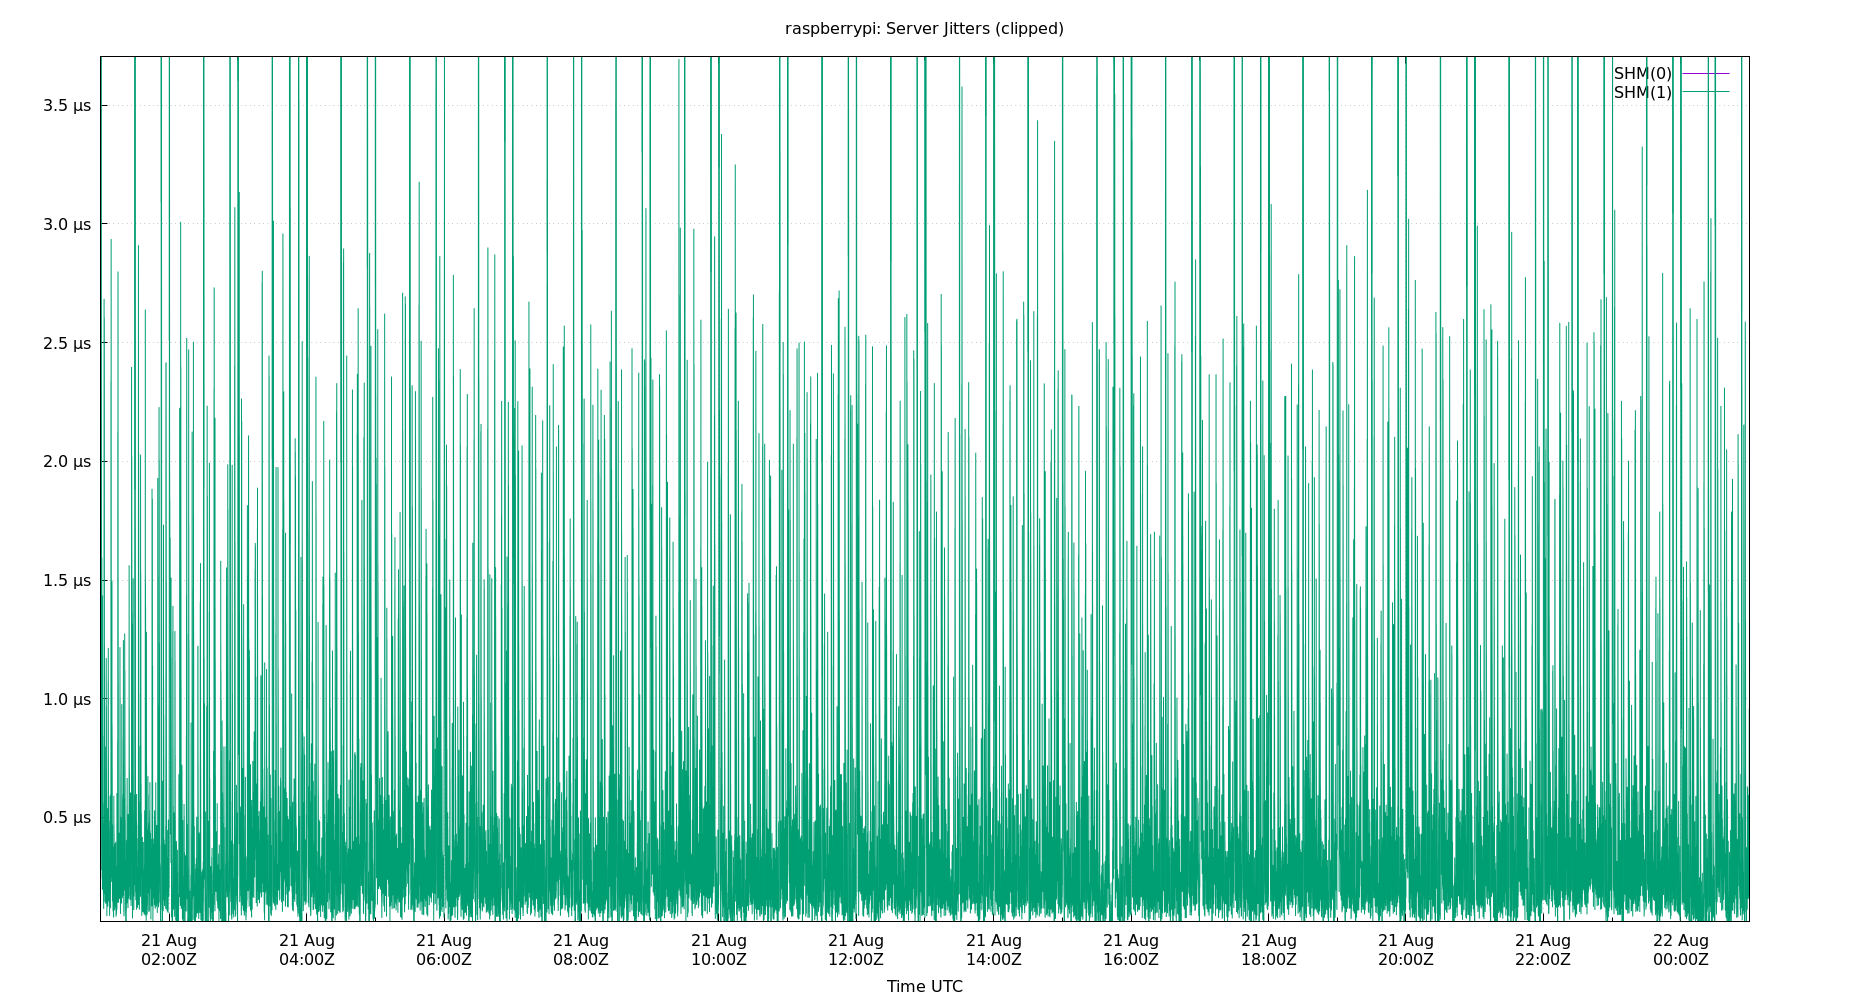 raspberrypi: Server Jitters (clipped)
SHM(0)
SHM(1)
3.5 μs
3.0 μs
2.5 μs
2.0 μs
1.5 μs
1.0 μs
0.5 μs
21 Aug 21 Aug 21 Aug 21 Aug 21 Aug 21 Aug 21 Aug 21 Aug 21 Aug 21 Aug 21 Aug 22 Aug
02:00Z 04:00Z 06:00Z 08:00Z 10:00Z 12:00Z 14:00Z 16:00Z 18:00Z 20:00Z 22:00Z 00:00Z
Time UTC